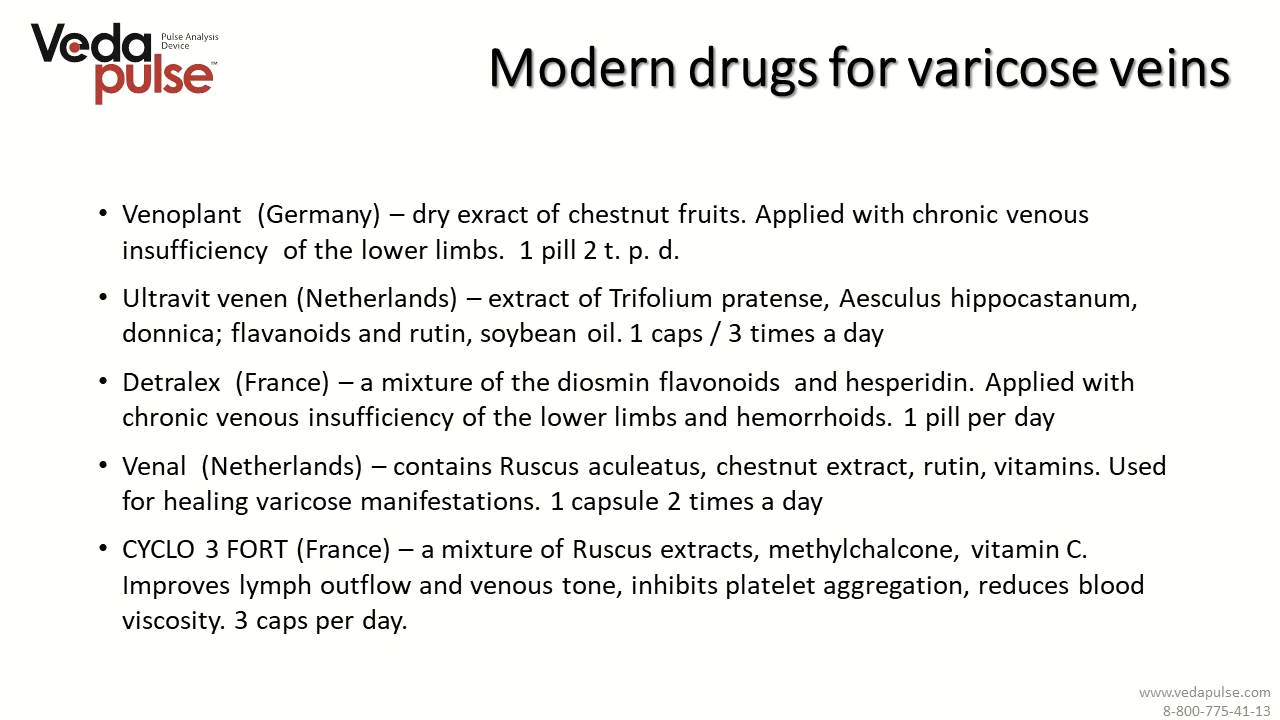 Veda pulse™
Pulse Analysis
Device
Modern drugs for varicose veins
• Venoplant (Germany) – dry exract of chestnut fruits. Applied with chronic venous
insufficiency of the lower limbs. 1 pill 2 t. p. d.
• Ultravit venen (Netherlands) – extract of Trifolium pratense, Aesculus hippocastanum,
donnica; flavanoids and rutin, soybean oil. 1 caps / 3 times a day
• Detralex (France) – a mixture of the diosmin flavonoids and hesperidin. Applied with
chronic venous insufficiency of the lower limbs and hemorrhoids. 1 pill per day
• Venal (Netherlands) – contains Ruscus aculeatus, chestnut extract, rutin, vitamins. Used
for healing varicose manifestations. 1 capsule 2 times a day
• CYCLO 3 FORT (France) – a mixture of Ruscus extracts, methylchalcone, vitamin C.
Improves lymph outflow and venous tone, inhibits platelet aggregation, reduces blood
viscosity. 3 caps per day.
www.vedapulse.com
8-800-775-41-13